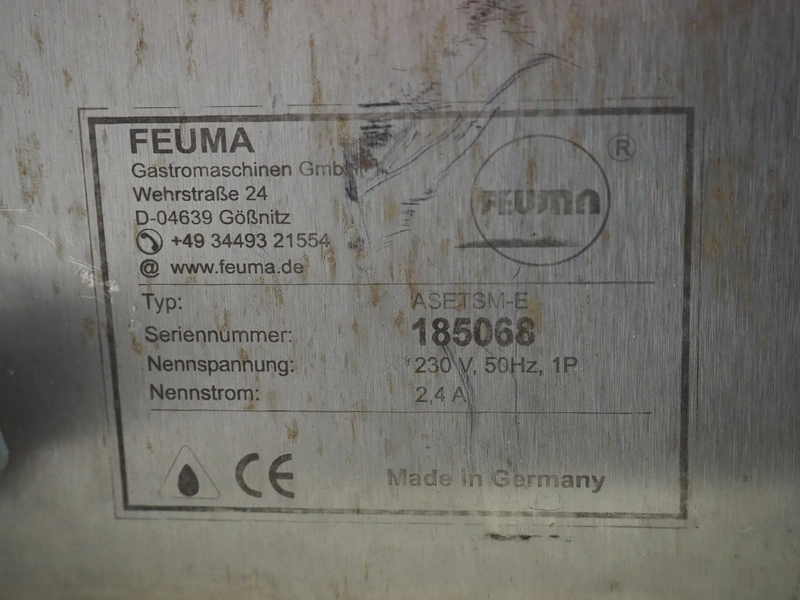 FEUMA
Gastromaschinen GmbH
Wehrstraße 24
D-04639 Gößnitz
+49 34493 21554
@ www.feuma.de
FEUMA ®
Typ: ASETSM-E
Seriennummer: 185068
Nennspannung: 230 V, 50Hz, 1P
Nennstrom: 2,4 A
CE
Made in Germany